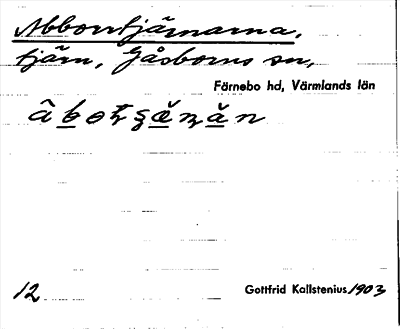 Abborrtjärnarna,
tjärn, Gåsborns sn,
Färnebo hd, Värmlands län
12
Gottfrid Kallstenius 1903